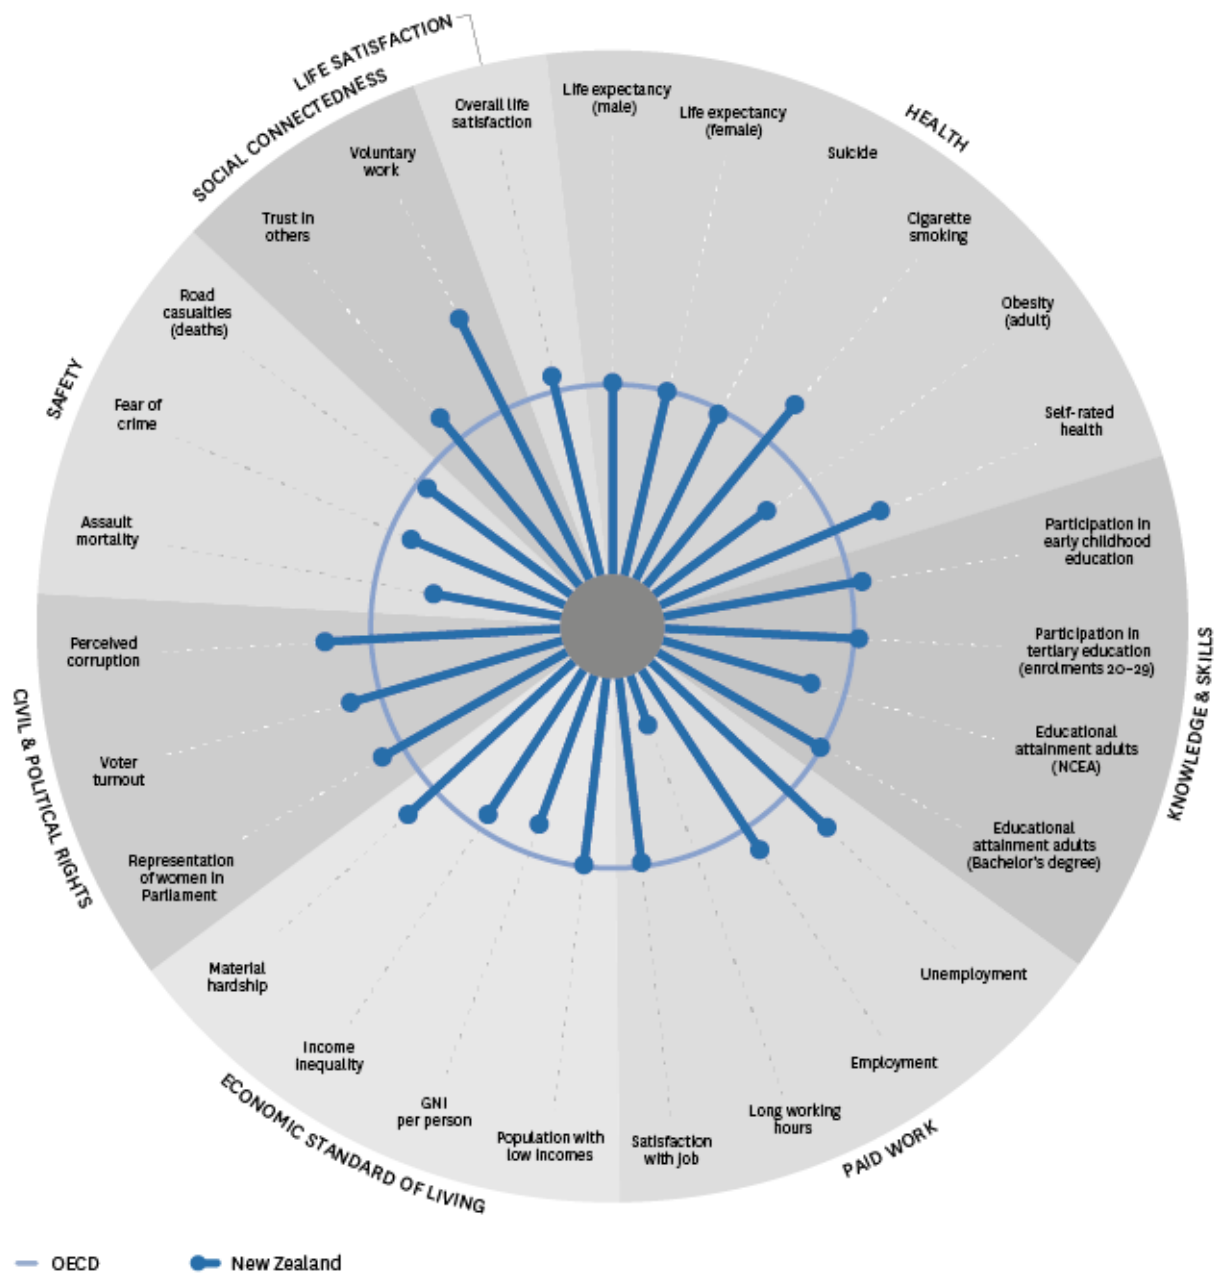 LIFE SATISFACTION
Overall life
satisfaction
HEALTH
Life expectancy
(male)
Life expectancy
(female)
Suicide
Cigarette
smoking
Obesity
(adult)
Self-rated
health
KNOWLEDGE & SKILLS
Participation in
early childhood
education
Participation in
tertiary education
(enrolments 20–29)
Educational
attainment adults
(NCEA)
Educational
attainment adults
(Bachelor's degree)
PAID WORK
Unemployment
Employment
Long working
hours
Satisfaction
with job
ECONOMIC STANDARD OF LIVING
Population with
low incomes
GNI
per person
Income
inequality
Material
hardship
CIVIL & POLITICAL RIGHTS
Representation
of women in
Parliament
Voter
turnout
Perceived
corruption
SAFETY
Assault
mortality
Fear of
crime
Road
casualties
(deaths)
SOCIAL CONNECTEDNESS
Trust in
others
Voluntary
work
OECD
New Zealand